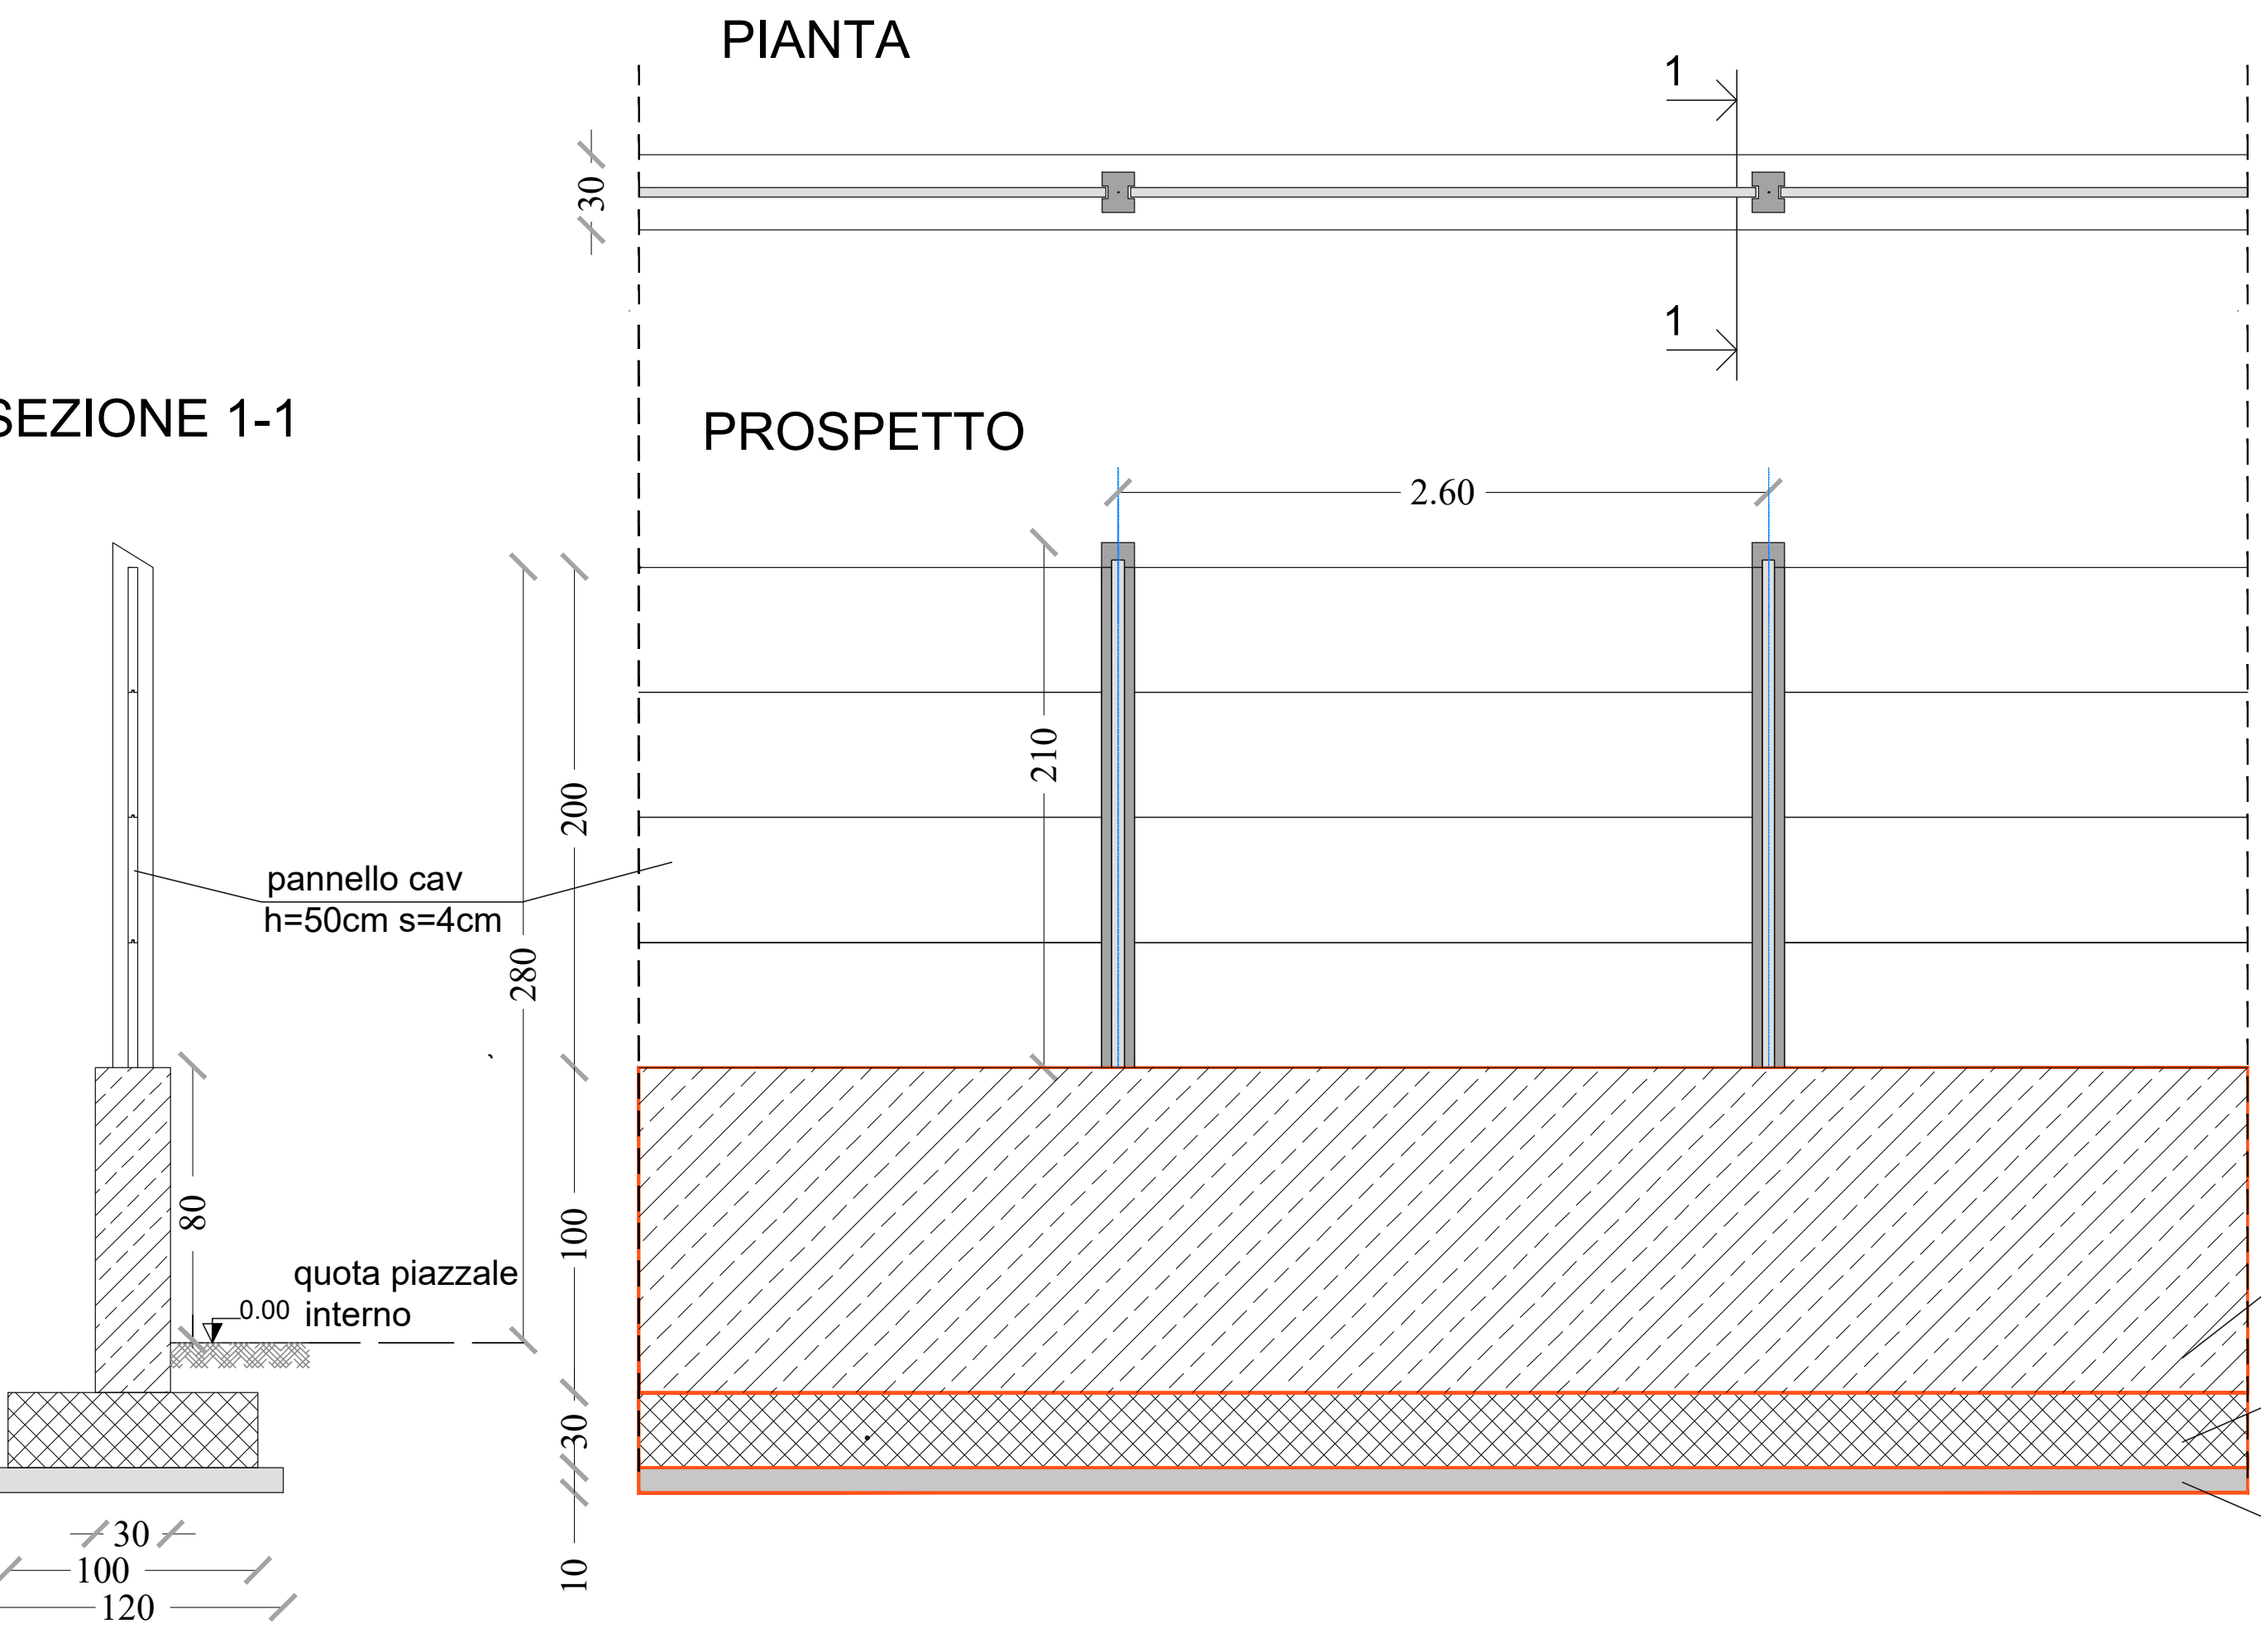 PIANTA
1
30
1
SEZIONE 1-1
PROSPETTO
2.60
210
200
pannello cav
h=50cm s=4cm
280
80
100
quota piazzale
0.00 interno
30
10
30
100
120